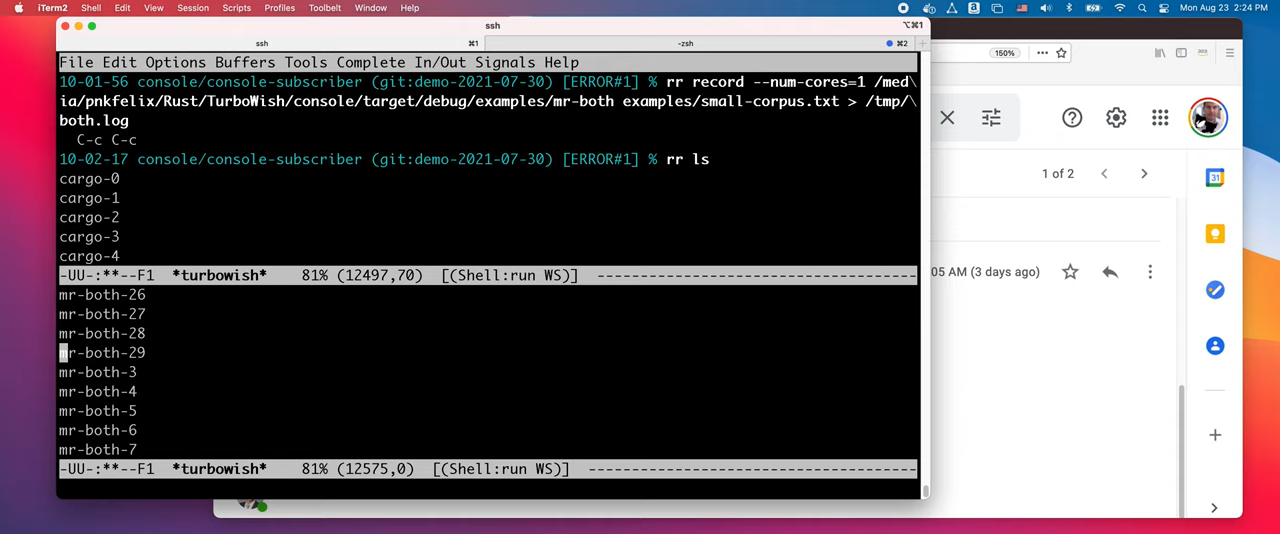 iTerm2 Shell Edit View Session Scripts Profiles Toolbelt Window Help
Mon Aug 23 2:24 PM
ssh
⌥⌘1
ssh ⌘1 -zsh ⌘2 +
File Edit Options Buffers Tools Complete In/Out Signals Help
10-01-56 console/console-subscriber (git:demo-2021-07-30) [ERROR#1] % rr record --num-cores=1 /med\
ia/pnkfelix/Rust/TurboWish/console/target/debug/examples/mr-both examples/small-corpus.txt > /tmp/\
both.log
C-c C-c
10-02-17 console/console-subscriber (git:demo-2021-07-30) [ERROR#1] % rr ls
cargo-0
cargo-1
cargo-2
cargo-3
cargo-4
-UU-:**--F1 *turbowish* 81% (12497,70) [(Shell:run WS)] -------------------------------------
mr-both-26
mr-both-27
mr-both-28
mr-both-29
mr-both-3
mr-both-4
mr-both-5
mr-both-6
mr-both-7
-UU-:**--F1 *turbowish* 81% (12575,0) [(Shell:run WS)] --------------------------------------
150%
1 of 2
05 AM (3 days ago)
31